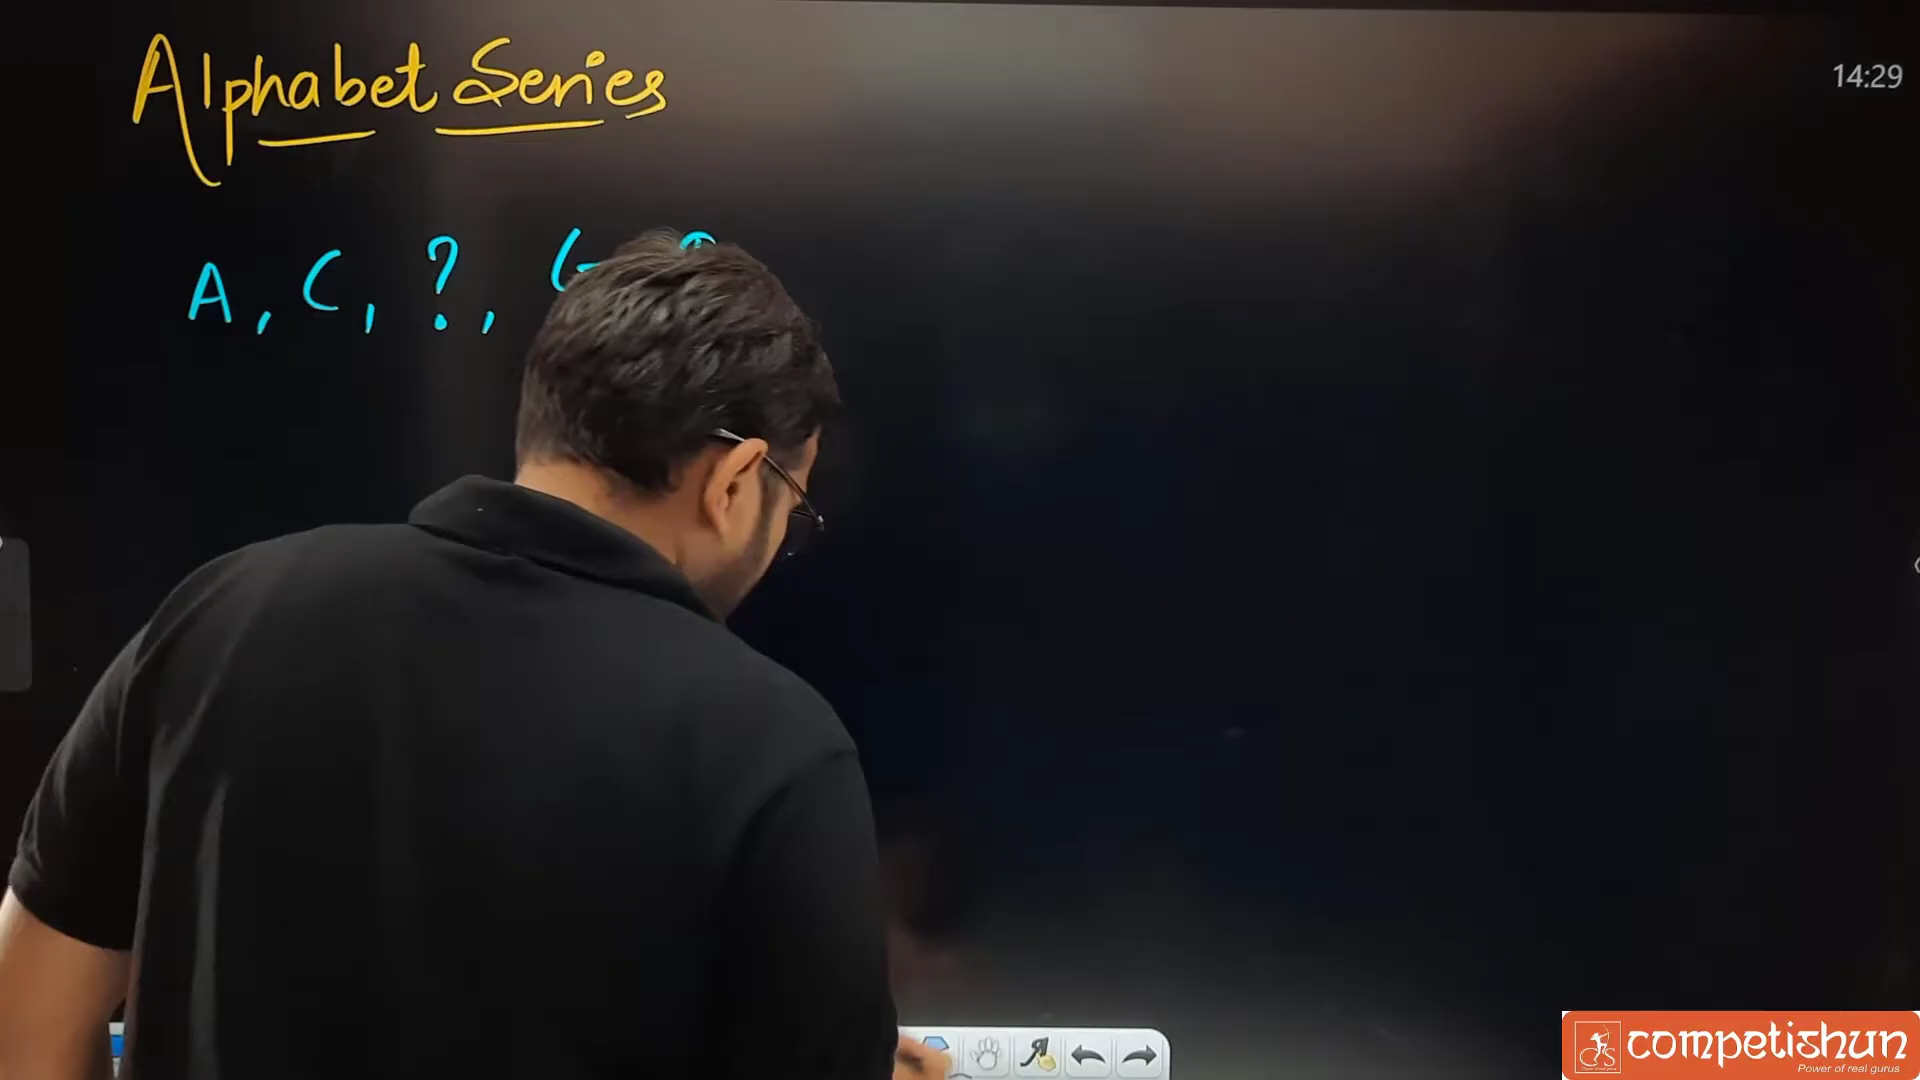 Alphabet Series
14:29
A, C, ?, G
competishun
Power of real gurus